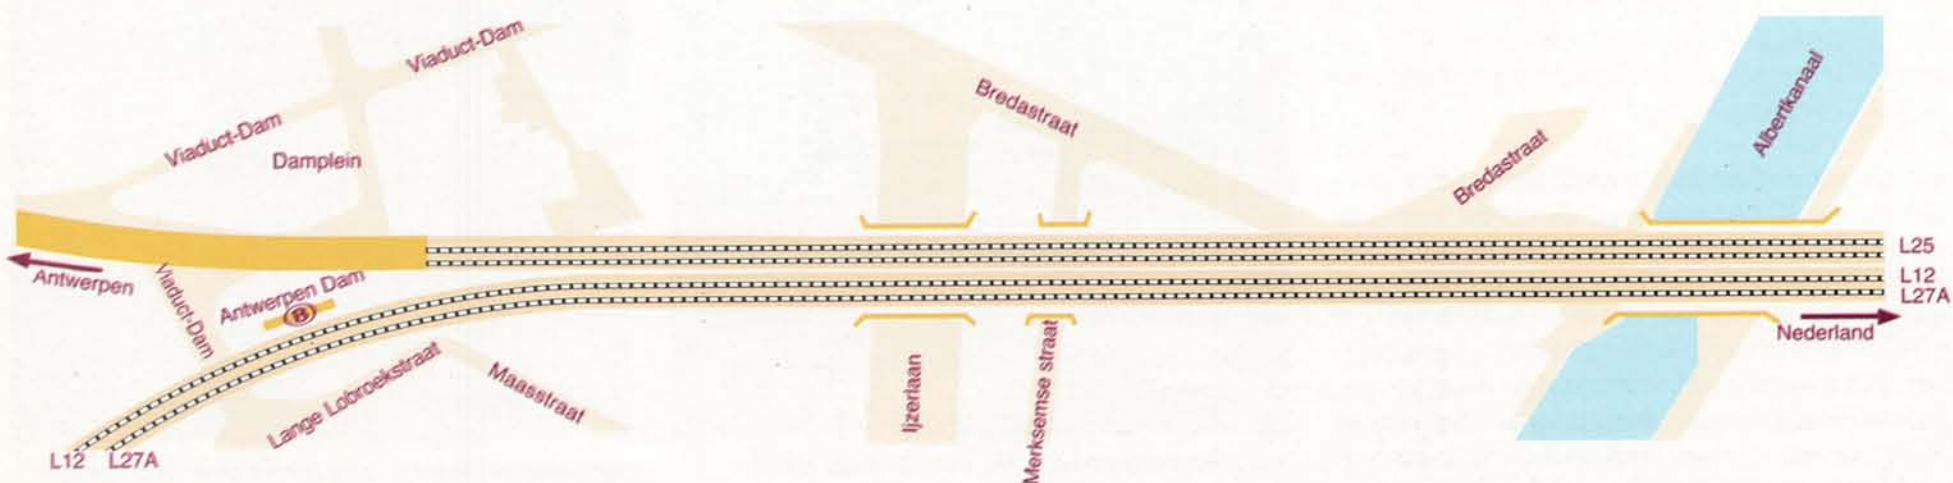 Viaduct-Dam
Viaduct-Dam
Damplein
Bredastraat
Bredastraat
Albertkanaal
L25
L12
L27A
Antwerpen
Viaduct-Dam
Antwerpen Dam
B
Nederland
Lange Lobroekstraat
Maasstraat
Ijzerlaan
Merksemse straat
L12
L27A